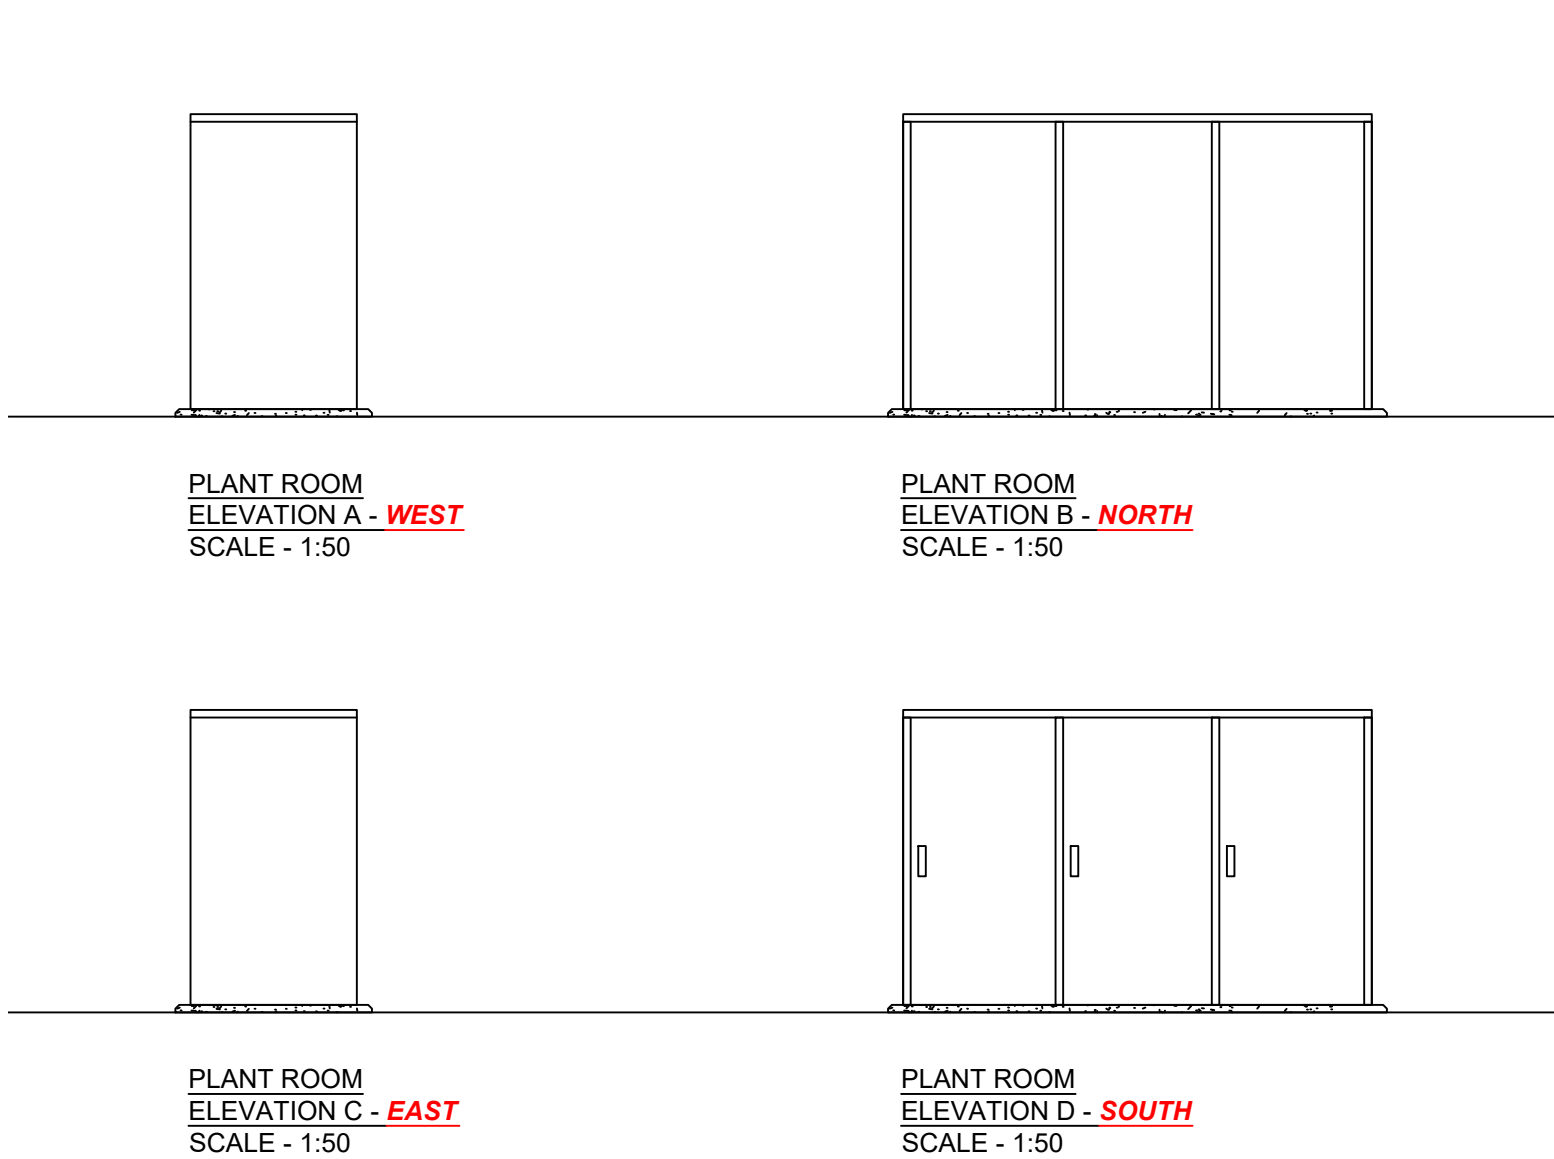 PLANT ROOM
ELEVATION A - WEST
SCALE - 1:50
PLANT ROOM
ELEVATION B - NORTH
SCALE - 1:50
PLANT ROOM
ELEVATION C - EAST
SCALE - 1:50
PLANT ROOM
ELEVATION D - SOUTH
SCALE - 1:50